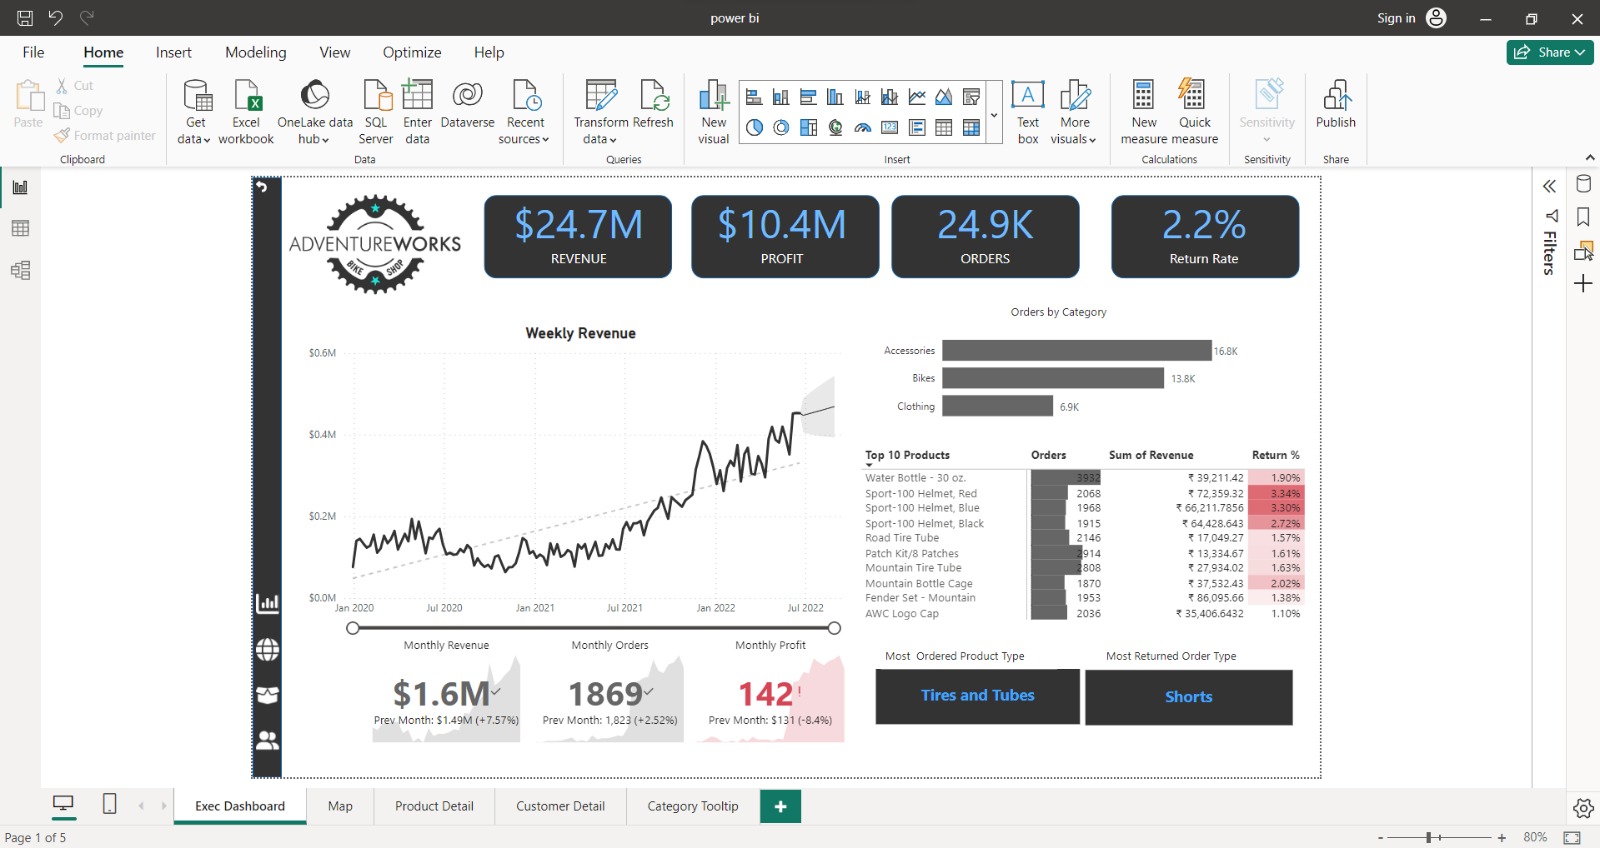 power bi
Sign in
File Home Insert Modeling View Optimize Help
Share
Paste
Cut
Copy
Format painter
Clipboard
Get data
Excel workbook
OneLake data hub
SQL Server
Enter data
Dataverse
Recent sources
Data
Transform data
Refresh
Queries
New visual
Text box
More visuals
Insert
New measure
Quick measure
Calculations
Sensitivity
Sensitivity
Publish
Share
ADVENTUREWORKS
BIKE SHOP
$24.7M
REVENUE
$10.4M
PROFIT
24.9K
ORDERS
2.2%
Return Rate
Filters
Weekly Revenue
$0.6M
$0.4M
$0.2M
$0.0M
Jan 2020 Jul 2020 Jan 2021 Jul 2021 Jan 2022 Jul 2022
Orders by Category
Accessories 16.8K
Bikes 13.8K
Clothing 6.9K
Top 10 Products Orders Sum of Revenue Return %
Water Bottle - 30 oz. 3932 ₹ 39,211.42 1.90%
Sport-100 Helmet, Red 2068 ₹ 72,359.32 3.34%
Sport-100 Helmet, Blue 1968 ₹ 66,211.7856 3.30%
Sport-100 Helmet, Black 1915 ₹ 64,428.643 2.72%
Road Tire Tube 2146 ₹ 17,049.27 1.57%
Patch Kit/8 Patches 2914 ₹ 13,334.67 1.61%
Mountain Tire Tube 2808 ₹ 27,934.02 1.63%
Mountain Bottle Cage 1870 ₹ 37,532.43 2.02%
Fender Set - Mountain 1953 ₹ 86,095.66 1.38%
AWC Logo Cap 2036 ₹ 35,406.6432 1.10%
Monthly Revenue
$1.6M
Prev Month: $1.49M (+7.57%)
Monthly Orders
1869
Prev Month: 1,823 (+2.52%)
Monthly Profit
142!
Prev Month: $131 (-8.4%)
Most Ordered Product Type
Tires and Tubes
Most Returned Order Type
Shorts
Exec Dashboard Map Product Detail Customer Detail Category Tooltip +
Page 1 of 5
- + 80%